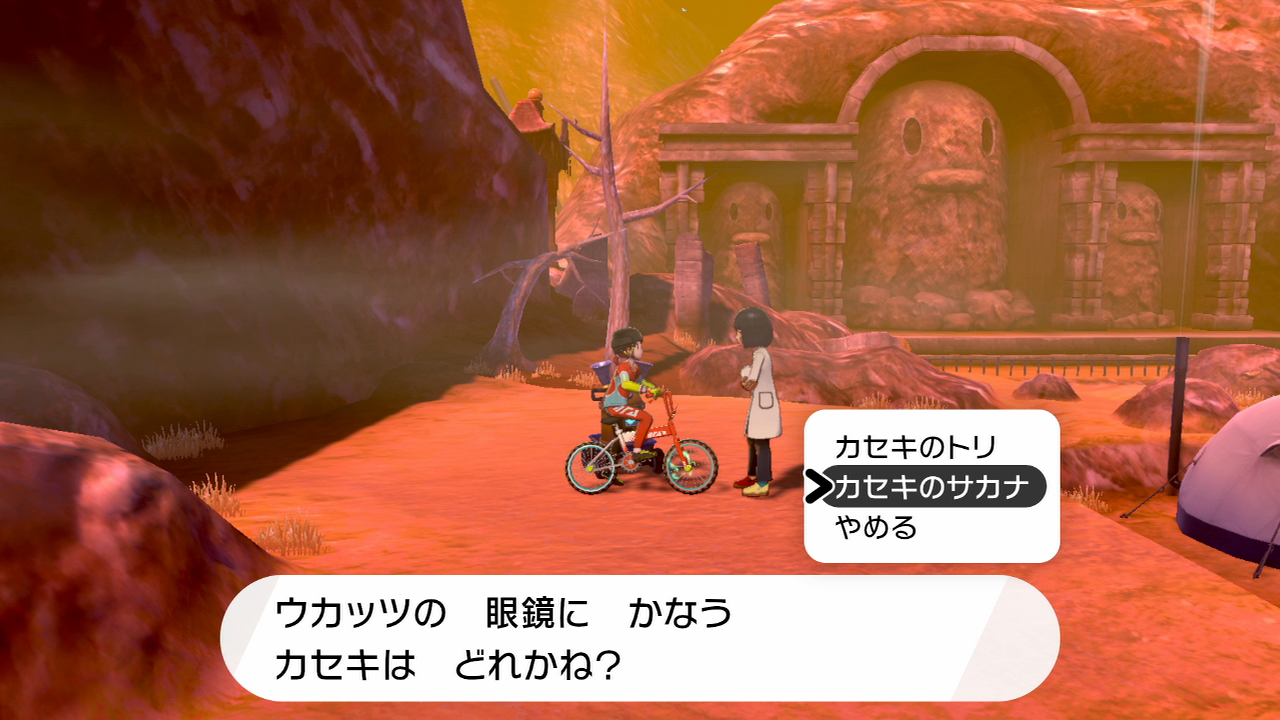 カセキのトリ
カセキのサカナ
やめる
ウカッツの　眼鏡に　かなう
カセキは　どれかね？